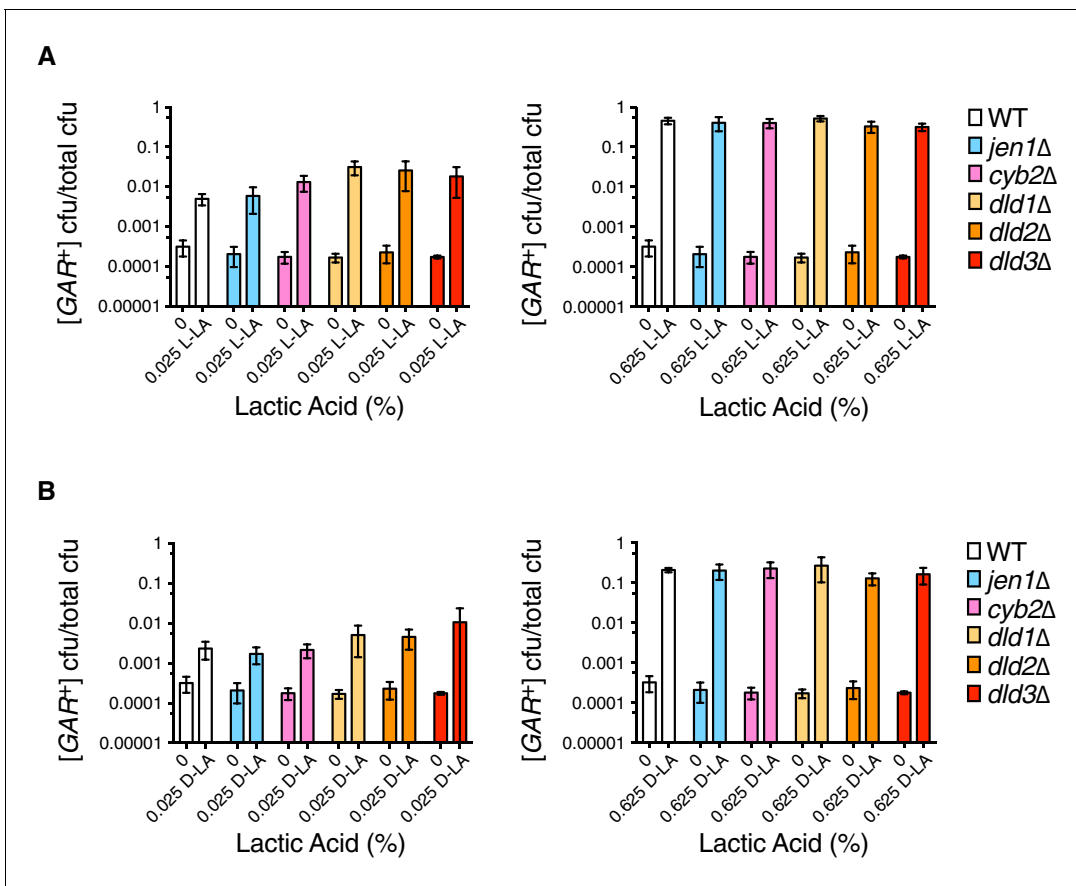 A
[GAR+] cfu/total cfu
1
0.1
0.01
0.001
0.0001
0.00001
0
0.025 L-LA
0
0.025 L-LA
0
0.025 L-LA
0
0.025 L-LA
0
0.025 L-LA
0
0.025 L-LA
Lactic Acid (%)
[GAR+] cfu/total cfu
1
0.1
0.01
0.001
0.0001
0.00001
0
0.625 L-LA
0
0.625 L-LA
0
0.625 L-LA
0
0.625 L-LA
0
0.625 L-LA
0
0.625 L-LA
Lactic Acid (%)
WT
jen1Δ
cyb2Δ
dld1Δ
dld2Δ
dld3Δ
B
[GAR+] cfu/total cfu
1
0.1
0.01
0.001
0.0001
0.00001
0
0.025 D-LA
0
0.025 D-LA
0
0.025 D-LA
0
0.025 D-LA
0
0.025 D-LA
0
0.025 D-LA
Lactic Acid (%)
[GAR+] cfu/total cfu
1
0.1
0.01
0.001
0.0001
0.00001
0
0.625 D-LA
0
0.625 D-LA
0
0.625 D-LA
0
0.625 D-LA
0
0.625 D-LA
0
0.625 D-LA
Lactic Acid (%)
WT
jen1Δ
cyb2Δ
dld1Δ
dld2Δ
dld3Δ